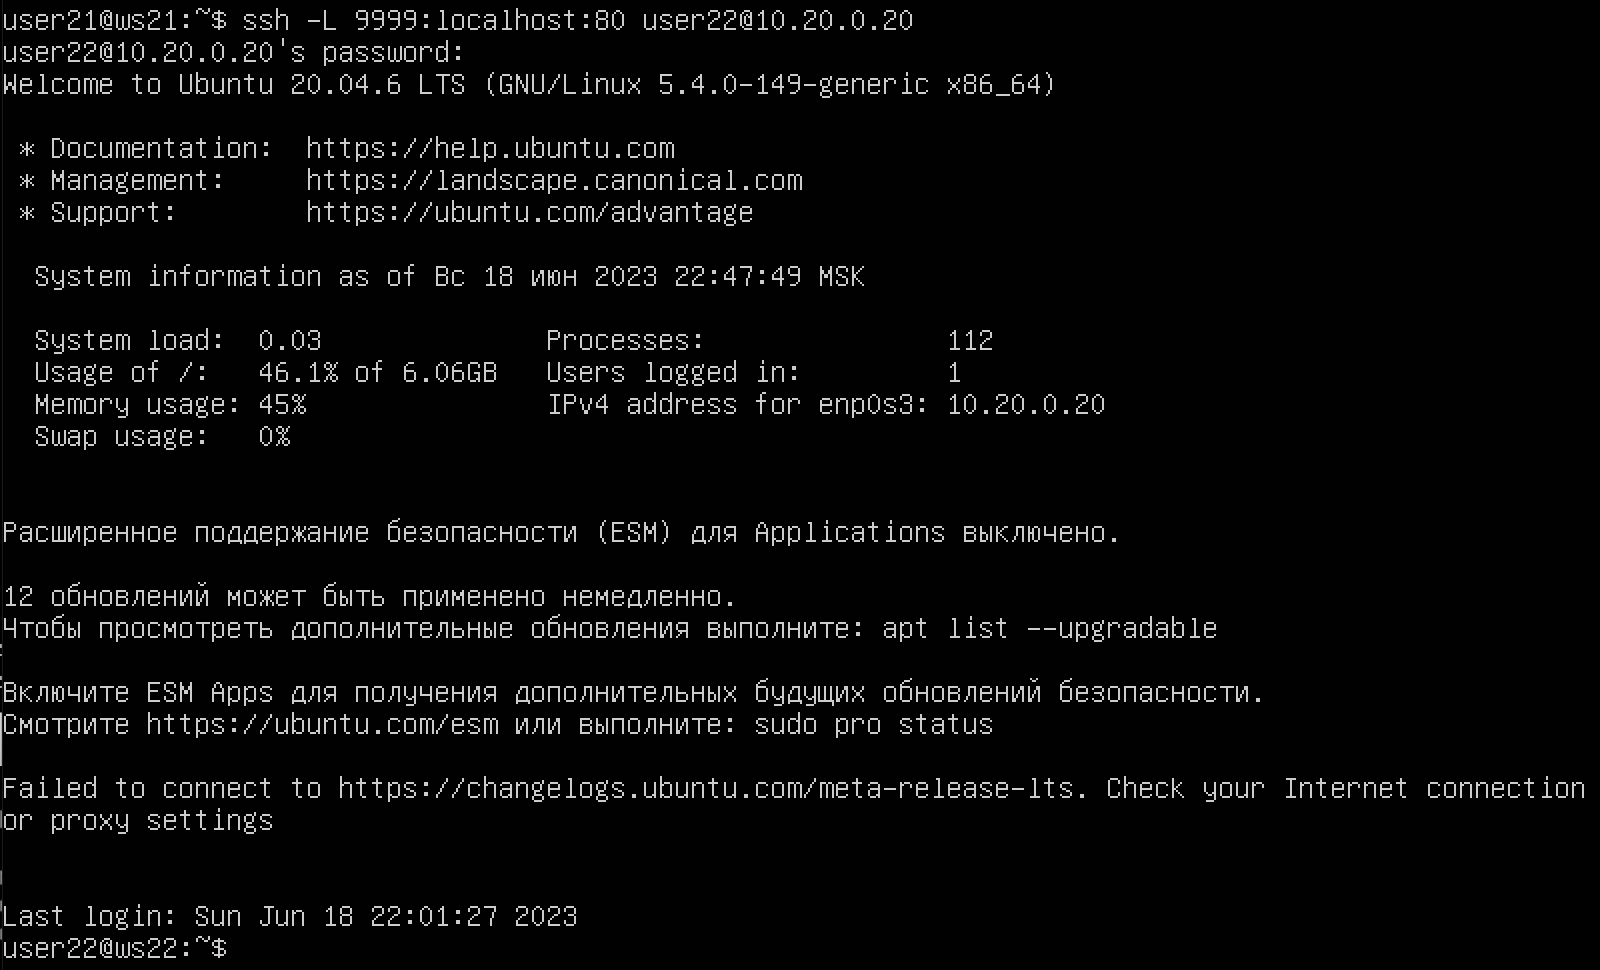 user21@ws21:~$ ssh -L 9999:localhost:80 user22@10.20.0.20
user22@10.20.0.20's password:
Welcome to Ubuntu 20.04.6 LTS (GNU/Linux 5.4.0-149-generic x86_64)
* Documentation:  https://help.ubuntu.com
* Management:     https://landscape.canonical.com
* Support:        https://ubuntu.com/advantage
System information as of Вс 18 июн 2023 22:47:49 MSK
System load:  0.03              Processes:               112
Usage of /:   46.1% of 6.06GB   Users logged in:         1
Memory usage: 45%               IPv4 address for enp0s3: 10.20.0.20
Swap usage:   0%
Расширенное поддержание безопасности (ESM) для Applications выключено.
12 обновлений может быть применено немедленно.
Чтобы просмотреть дополнительные обновления выполните: apt list --upgradable
Включите ESM Apps для получения дополнительных будущих обновлений безопасности.
Смотрите https://ubuntu.com/esm или выполните: sudo pro status
Failed to connect to https://changelogs.ubuntu.com/meta-release-lts. Check your Internet connection
or proxy settings
Last login: Sun Jun 18 22:01:27 2023
user22@ws22:~$